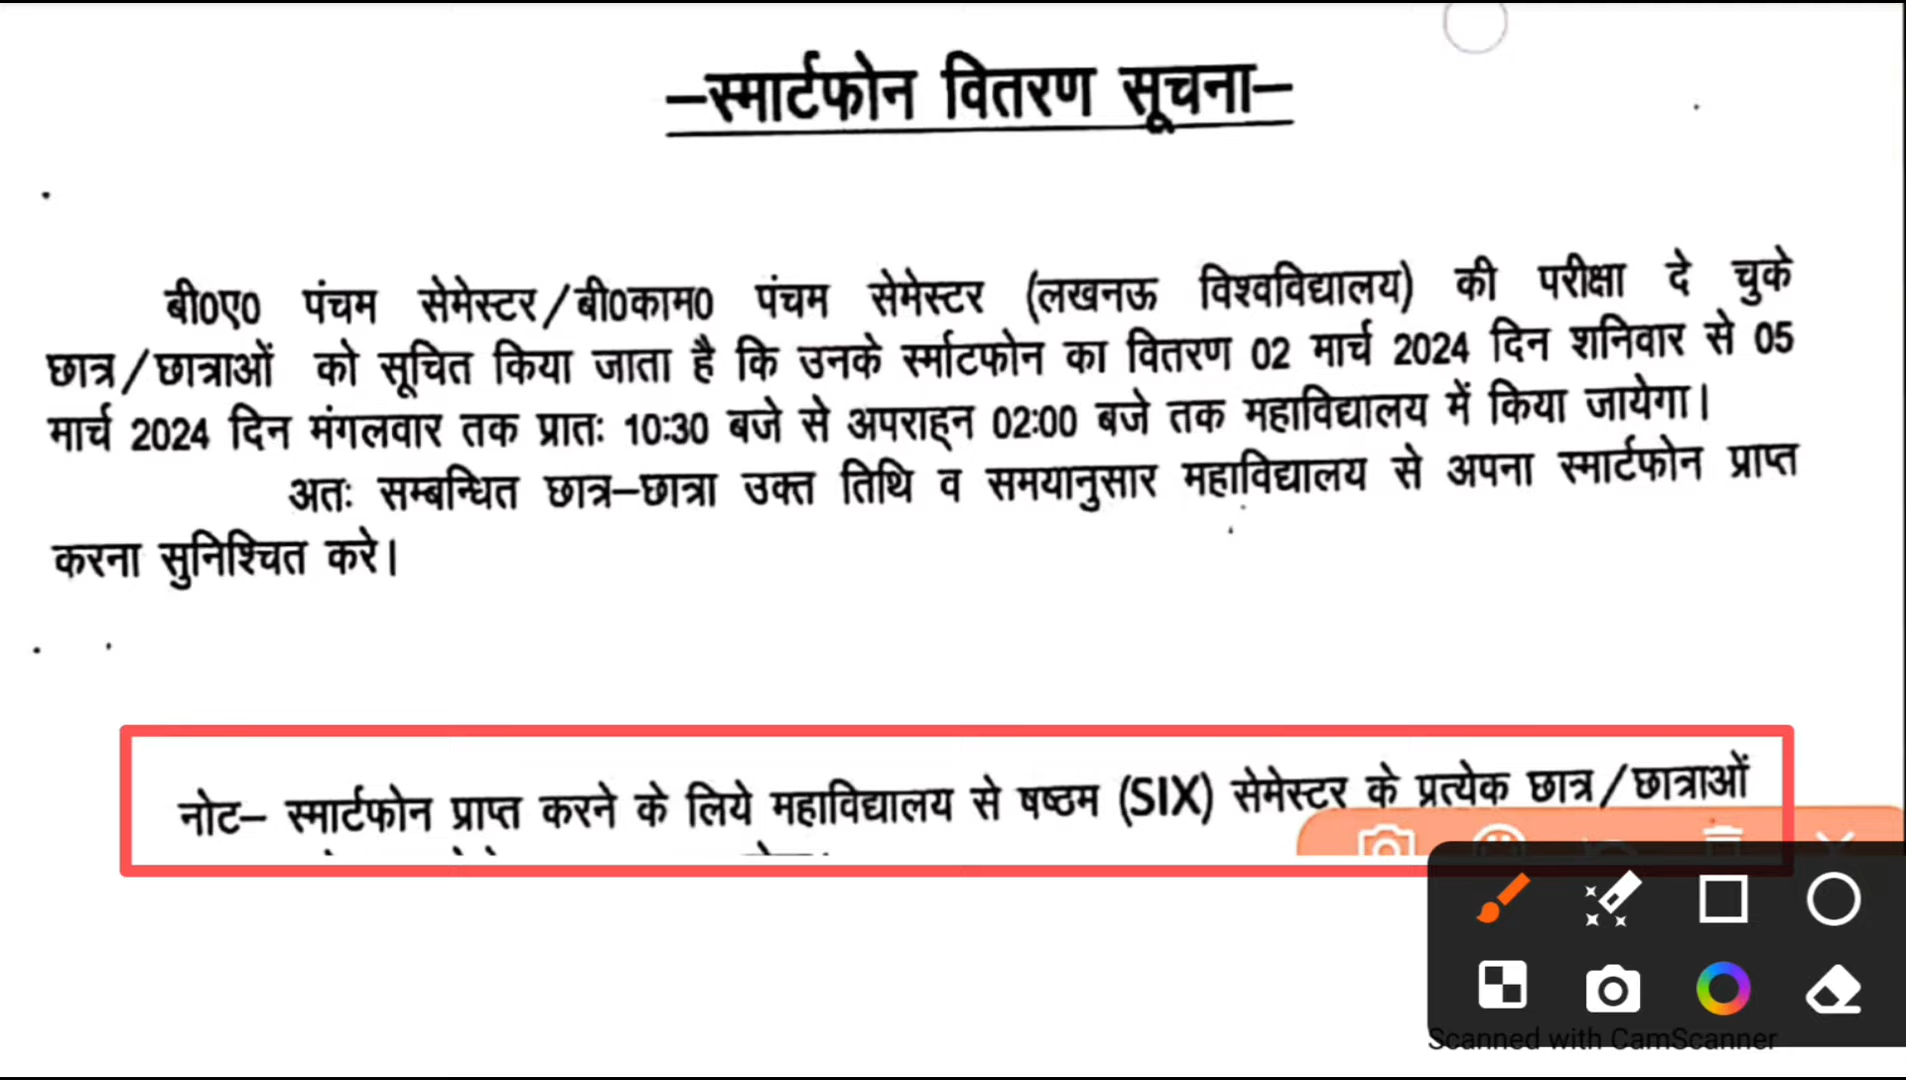 –स्मार्टफोन वितरण सूचना–
बी0ए0 पंचम सेमेस्टर/बी0काम0 पंचम सेमेस्टर (लखनऊ विश्वविद्यालय) की परीक्षा दे चुके
छात्र/छात्राओं को सूचित किया जाता है कि उनके र्स्माटफोन का वितरण 02 मार्च 2024 दिन शनिवार से 05
मार्च 2024 दिन मंगलवार तक प्रातः 10:30 बजे से अपराह्न 02:00 बजे तक महाविद्यालय में किया जायेगा।
अतः सम्बन्धित छात्र–छात्रा उक्त तिथि व समयानुसार महाविद्यालय से अपना स्मार्टफोन प्राप्त
करना सुनिश्चित करे।
नोट– स्मार्टफोन प्राप्त करने के लिये महाविद्यालय से षष्ठम (SIX) सेमेस्टर के प्रत्येक छात्र/छात्राओं
Scanned with CamScanner